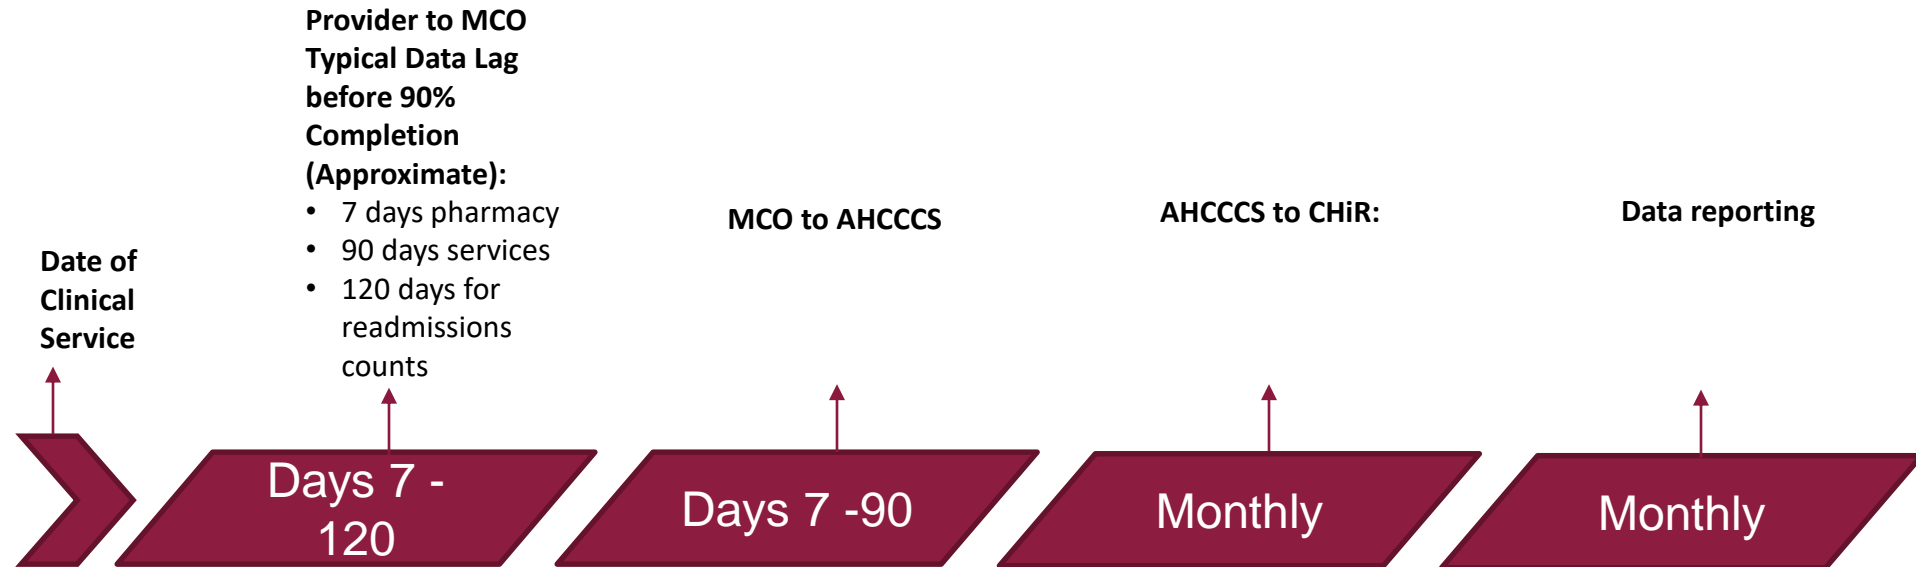 Date of
Clinical
Service
Provider to MCO
Typical Data Lag
before 90%
Completion
(Approximate):
• 7 days pharmacy
• 90 days services
• 120 days for
readmissions
counts
MCO to AHCCCS
AHCCCS to CHiR:
Data reporting
Days 7 -
120
Days 7 -90
Monthly
Monthly